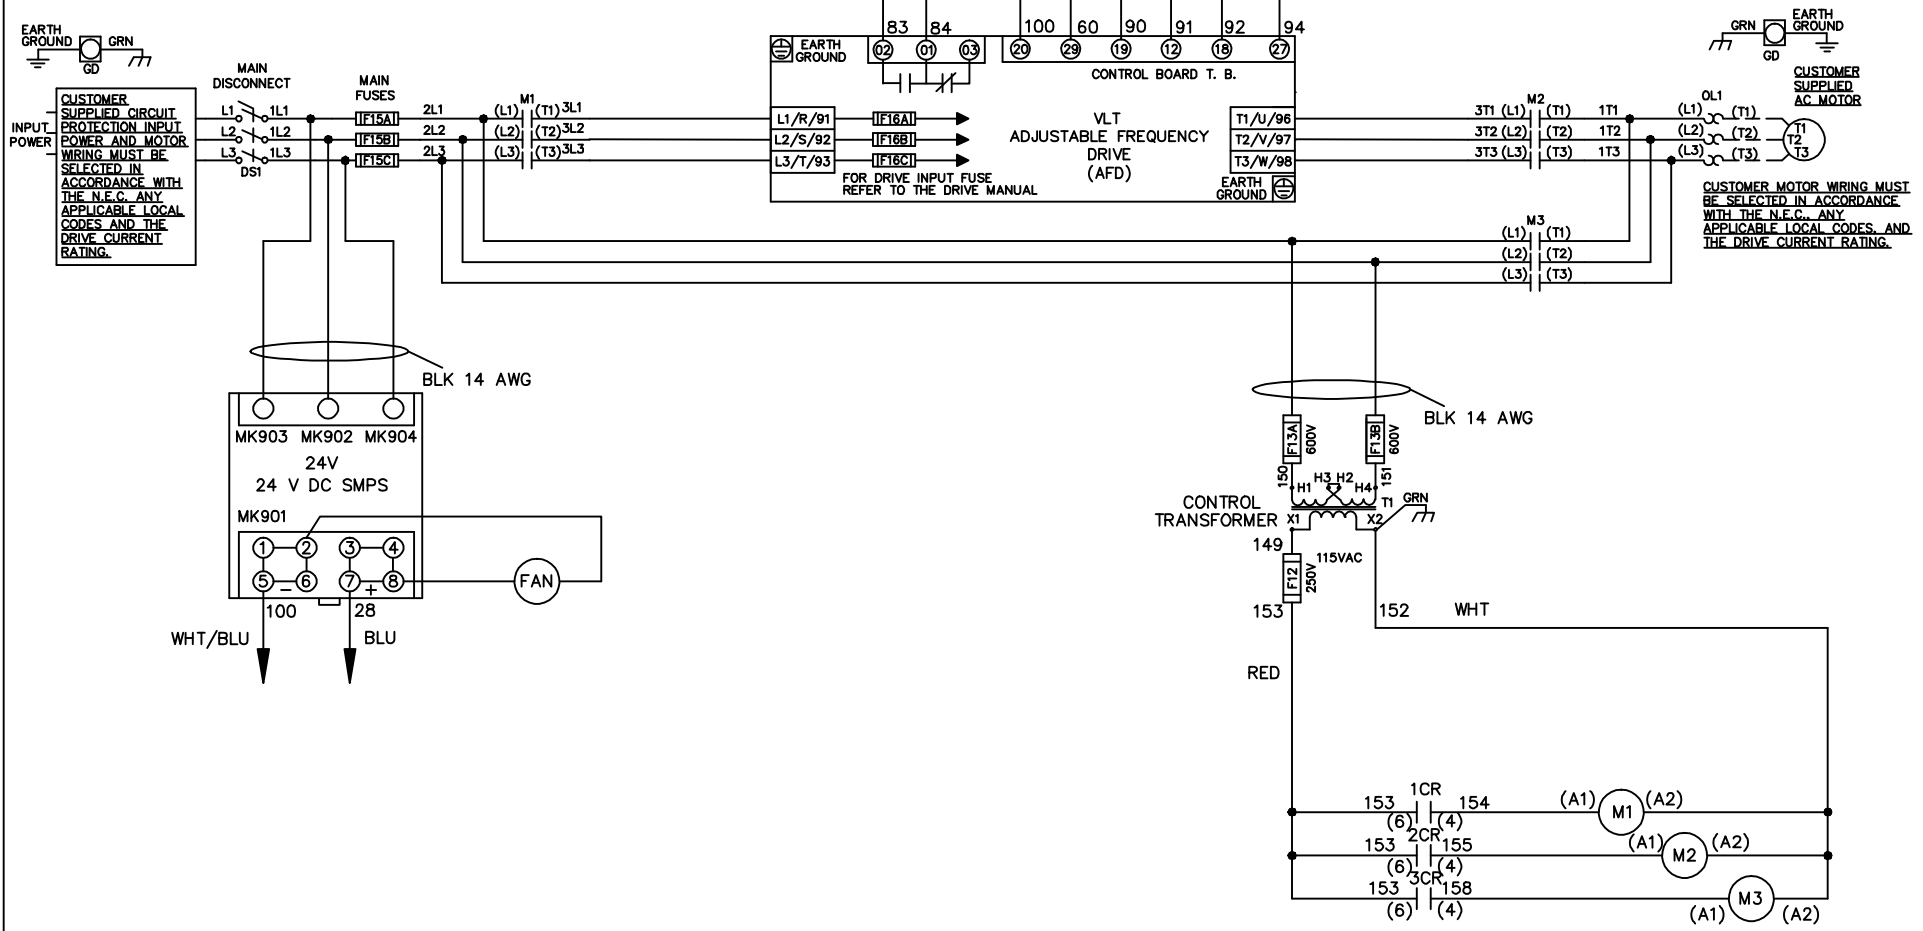 83 84 100 60 90 91 92 94
EARTH
GROUND
GRN
GD
EARTH
GROUND
02 01 03
20 29 19 12 18 27
CONTROL BOARD T. B.
GRN
EARTH
GROUND
GD
CUSTOMER
SUPPLIED
AC MOTOR
INPUT
POWER
CUSTOMER
SUPPLIED CIRCUIT
PROTECTION INPUT
POWER AND MOTOR
WIRING MUST BE
SELECTED IN
ACCORDANCE WITH
THE N.E.C. ANY
APPLICABLE LOCAL
CODES AND THE
DRIVE CURRENT
RATING.
MAIN
DISCONNECT
L1 1L1
L2 1L2
L3 1L3
DS1
MAIN
FUSES
F15A
F15B
F15C
2L1
2L2
2L3
M1
(L1) (T1) 3L1
(L2) (T2) 3L2
(L3) (T3) 3L3
L1/R/91
L2/S/92
L3/T/93
F16A
F16B
F16C
FOR DRIVE INPUT FUSE
REFER TO THE DRIVE MANUAL
VLT
ADJUSTABLE FREQUENCY
DRIVE
(AFD)
T1/U/96
T2/V/97
T3/W/98
EARTH
GROUND
M2
3T1 (L1) (T1) 1T1
3T2 (L2) (T2) 1T2
3T3 (L3) (T3) 1T3
OL1
(L1) (T1)
(L2) (T2)
(L3) (T3)
T1
T2
T3
CUSTOMER MOTOR WIRING MUST
BE SELECTED IN ACCORDANCE
WITH THE N.E.C., ANY
APPLICABLE LOCAL CODES, AND
THE DRIVE CURRENT RATING.
M3
(L1) (T1)
(L2) (T2)
(L3) (T3)
BLK 14 AWG
MK903 MK902 MK904
24V
24 V DC SMPS
MK901
1 2 3 4
5 - 6 7 + 8
FAN
100 28
WHT/BLU BLU
BLK 14 AWG
F13A
600V
F13B
600V
150
151
H1 H3 H2 H4
T1
GRN
CONTROL
TRANSFORMER
X1 X2
149
115VAC
F12
250V
153
152 WHT
RED
1CR
153 154 (A1) M1 (A2)
(6) (4)
2CR
153 155 (A1) M2 (A2)
(6) (4)
3CR
153 158 M3
(6) (4) (A1) (A2)